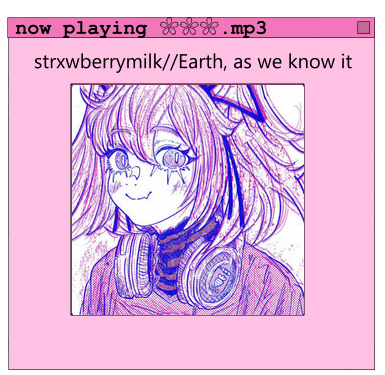 now playing ❀❀❀.mp3
strxwberrymilk//Earth, as we know it